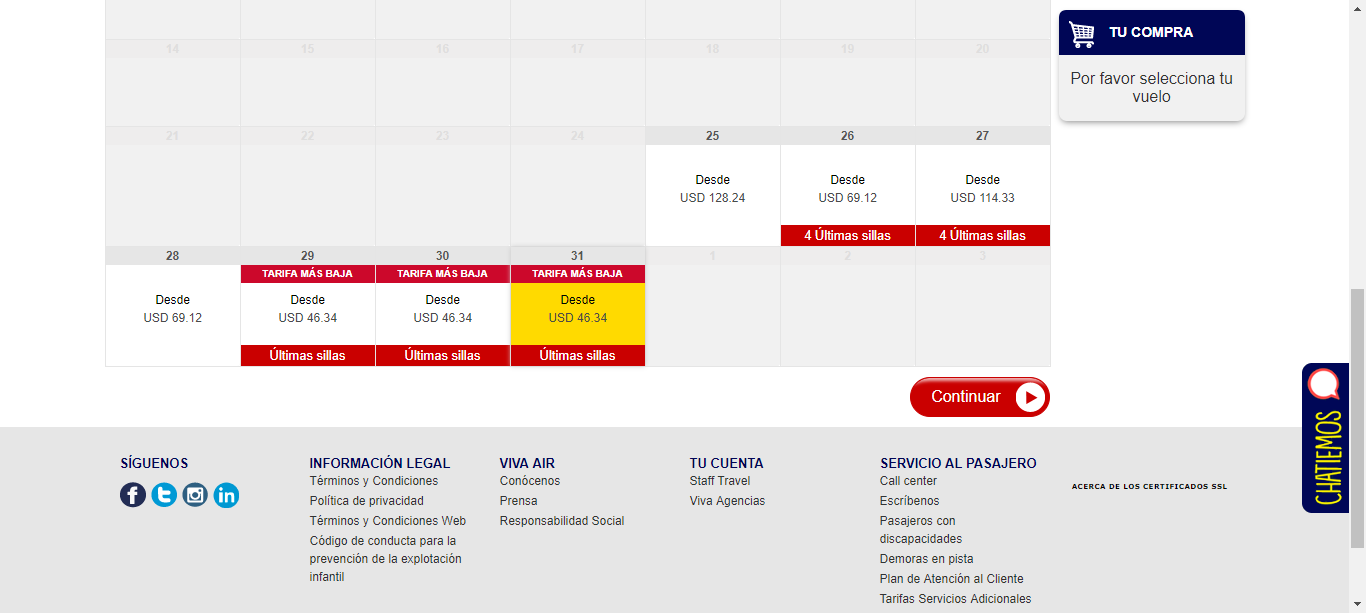 14 15 16 17 18 19 20
TU COMPRA
Por favor selecciona tu
vuelo
21 22 23 24 25 26 27
Desde Desde Desde
USD 128.24 USD 69.12 USD 114.33
4 Últimas sillas 4 Últimas sillas
28 29 30 31 1 2 3
TARIFA MÁS BAJA TARIFA MÁS BAJA TARIFA MÁS BAJA
Desde Desde Desde Desde
USD 69.12 USD 46.34 USD 46.34 USD 46.34
Últimas sillas Últimas sillas Últimas sillas
Continuar
CHATIEMOS
SÍGUENOS
INFORMACIÓN LEGAL
Términos y Condiciones
Política de privacidad
Términos y Condiciones Web
Código de conducta para la
prevención de la explotación
infantil
VIVA AIR
Conócenos
Prensa
Responsabilidad Social
TU CUENTA
Staff Travel
Viva Agencias
SERVICIO AL PASAJERO
Call center
Escríbenos
Pasajeros con
discapacidades
Demoras en pista
Plan de Atención al Cliente
Tarifas Servicios Adicionales
ACERCA DE LOS CERTIFICADOS SSL